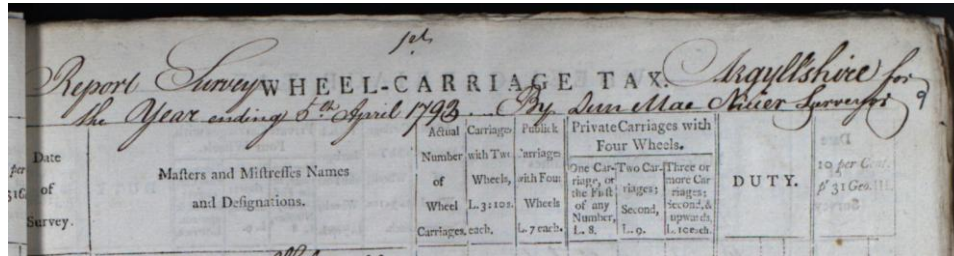 1st
Report Survey WHEEL-CARRIAGE TAX. Argyllshire for
the Year ending 5th April 1793. By Dun Mac Nicer Surveyor
Date
of
Survey.
Maſters and Miſtreſſes Names
and Deſignations.
Actual
Number
of
Wheel
Carriages.
Carriages
with Two
Wheels,
L. 3:10s.
each.
Publick
Carriages
with Four
Wheels
L. 7 each.
Private Carriages with
Four Wheels.
One Car-
riage, or
the Firſt
of any
Number,
L. 8.
Two Car-
riages;
Second,
L. 9.
Three or
more Car
riages;
Second, &
upwards,
L. 10 each.
DUTY.
10 per Cent.
pr 31 Geo. III.